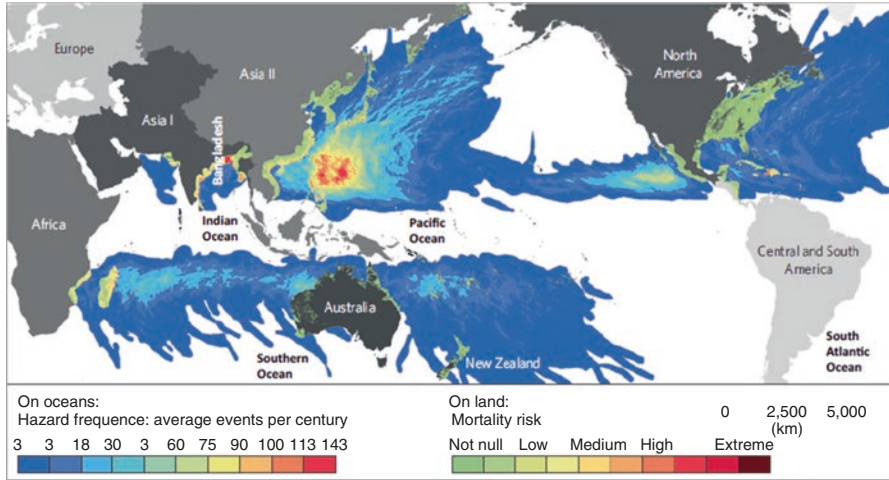 Europe
North
America
Asia II
Asia I
Bangladesh
Africa
Indian
Ocean
Pacific
Ocean
Central and South
America
Australia
Southern
Ocean
New Zealand
South
Atlantic
Ocean
On oceans:
Hazard frequence: average events per century
3 3 18 30 3 60 75 90 100 113 143
On land:
Mortality risk
0 2,500 5,000
(km)
Not null Low Medium High Extreme